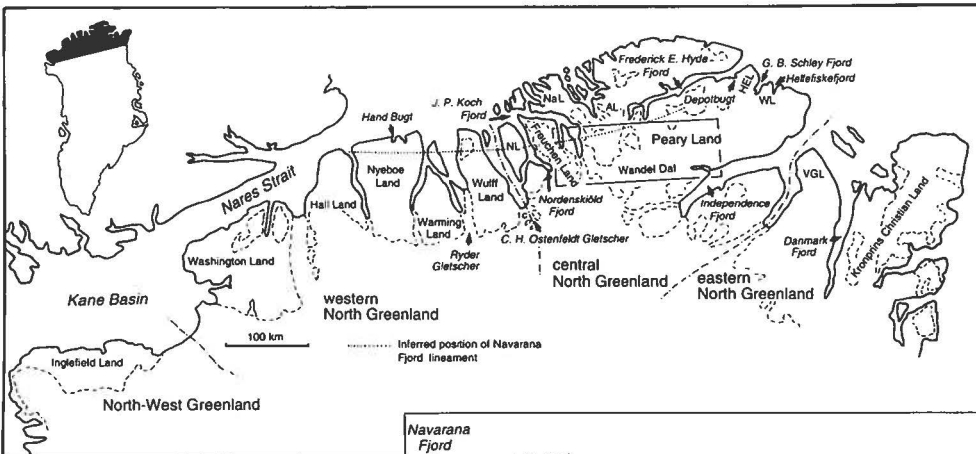 Frederick E. Hyde
Fjord
G. B. Schley Fjord
Hellefiskefjord
HEL
WL
Depotbugt
NaL
AL
J. P. Koch
Fjord
Hand Bugt
Freuchen Land
NL
Peary Land
Nyeboe
Land
Wulff
Land
Wandel Dal
VGL
Nares Strait
Hall Land
Independence
Fjord
Nordenskiöld
Fjord
Warming
Land
C. H. Ostenfeldt Gletscher
Kronprins Christian Land
Danmark
Fjord
Washington Land
Ryder
Gletscher
central
North Greenland
eastern
North Greenland
Kane Basin
western
North Greenland
100 km
Inferred position of Navarana
Fjord lineament
Inglefield Land
North-West Greenland
Navarana
Fjord